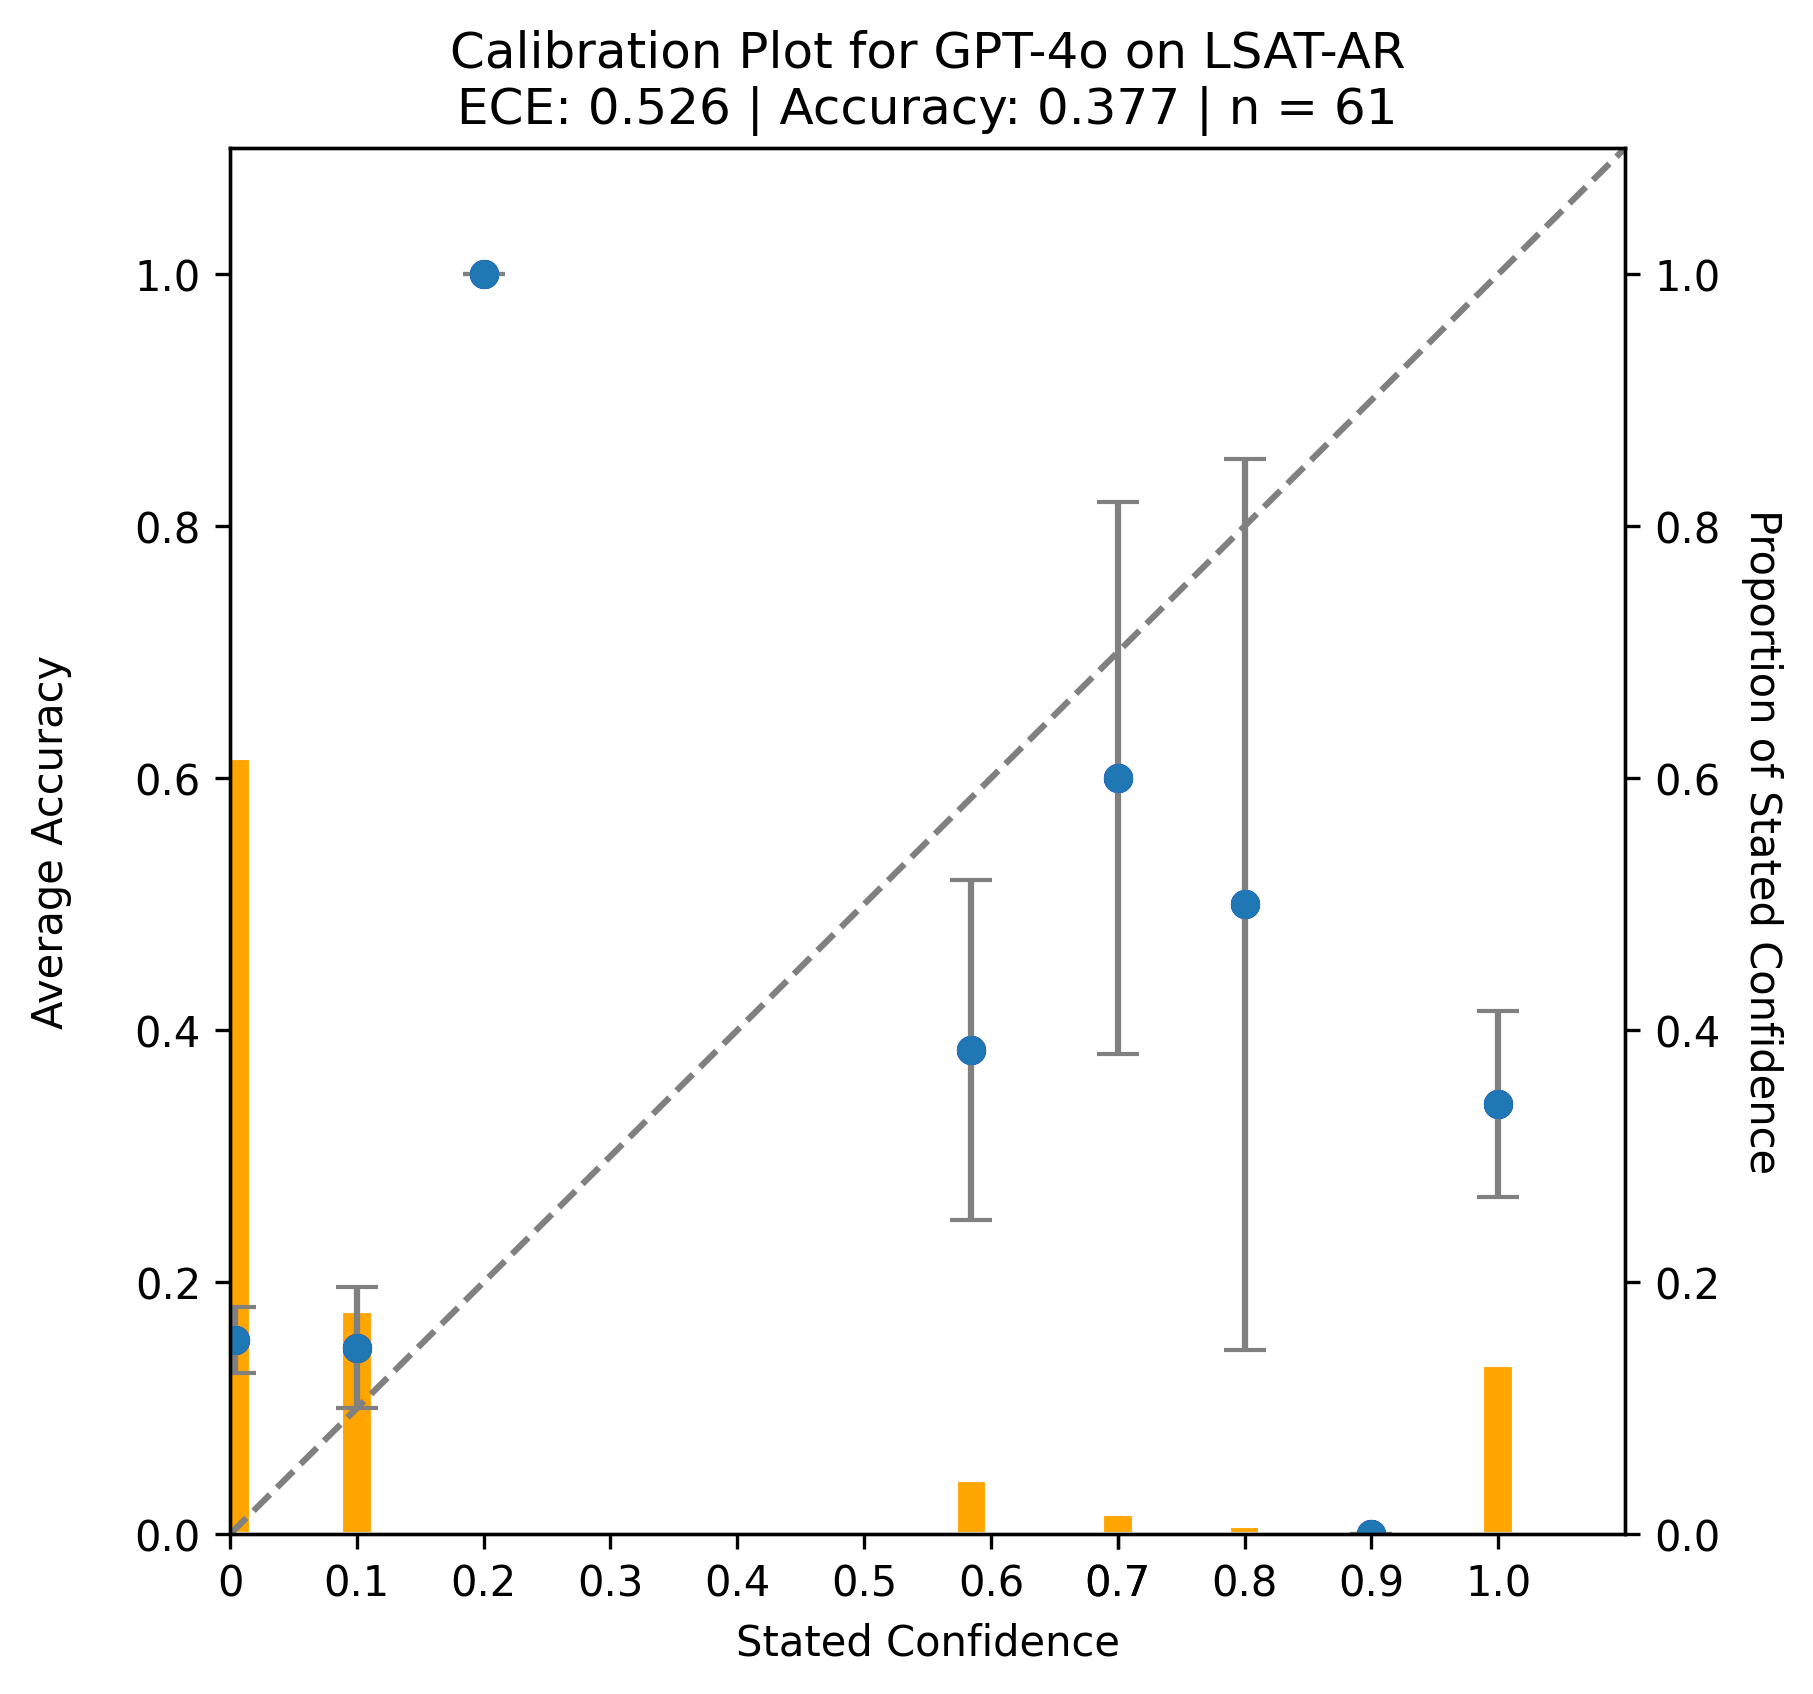 Calibration Plot for GPT-4o on LSAT-AR
ECE: 0.526 | Accuracy: 0.377 | n = 61
Average Accuracy
1.0
0.8
0.6
0.4
0.2
0.0
0 0.1 0.2 0.3 0.4 0.5 0.6 0.7 0.8 0.9 1.0
Stated Confidence
1.0
0.8
0.6
0.4
0.2
0.0
Proportion of Stated Confidence